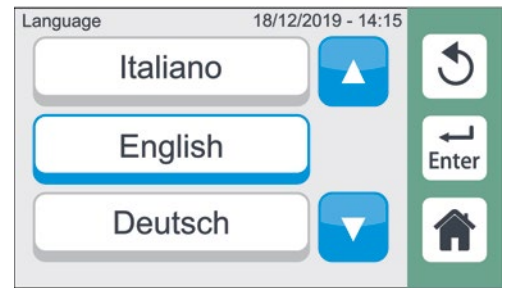 Language 18/12/2019 - 14:15
Italiano
English
Enter
Deutsch